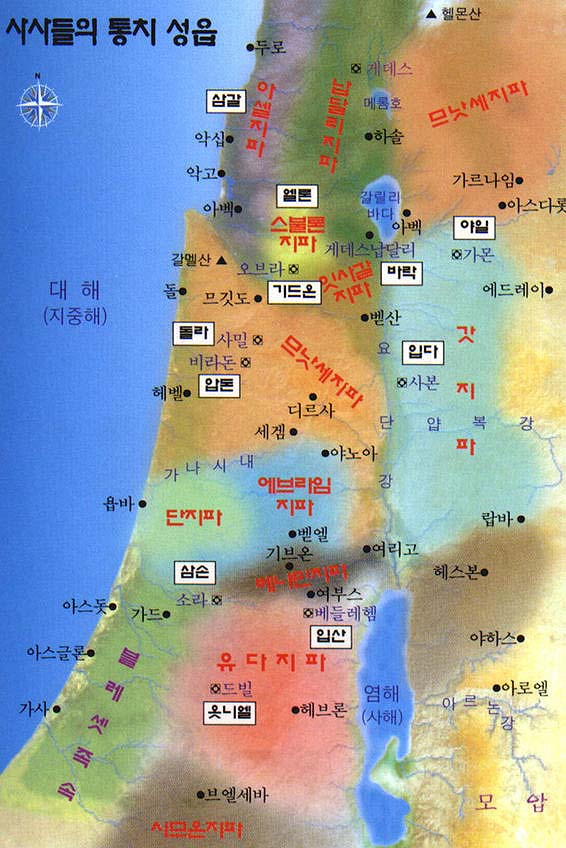 사사들의 통치 성읍
헬몬산
두로
게데스
아셀지파
납달리지파
메롬호
므낫세지파
N
삼갈
악십
하솔
악고
가르나임
엘론
갈릴리
바다
아스다롯
아벡
아벡
야일
스불론
지파
게데스납달리
가몬
갈멜산
오브라
잇사갈
지파
바락
대 해
(지중해)
돌
므깃도
기드온
에드레이
벧산
돌라
사밀
므낫세지파
요단강
입다
갓지파
비라돈
사본
헤벨
압돈
디르사
세겜
얍복강
야노아
가나시내
에브라임
지파
욥바
단지파
랍바
벧엘
기브온
여리고
삼손
베냐민지파
헤스본
소라
여부스
아스돗
가드
베들레헴
입산
야하스
아스글론
유다지파
블레셋족속
드빌
염해
(사해)
아로엘
가사
옷니엘
헤브론
아르논강
브엘세바
모압
시므온지파